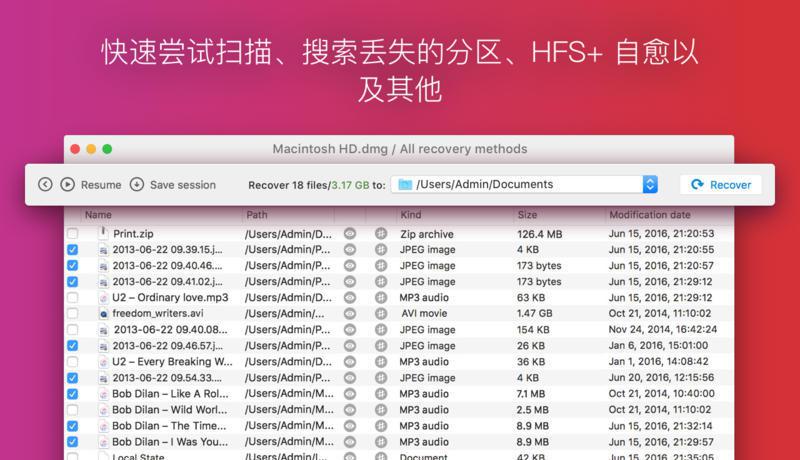 快速尝试扫描、搜索丢失的分区、HFS+ 自愈以
及其他
Macintosh HD.dmg / All recovery methods
Resume Save session Recover 18 files/3.17 GB to: /Users/Admin/Documents Recover
Name Path Kind Size Modification date
Print.zip /Users/Admin/D... Zip archive 126.4 MB Jun 15, 2016, 21:20:53
2013-06-22 09.39.15.j... /Users/Admin/P... JPEG image 4 KB Jun 15, 2016, 21:20:55
2013-06-22 09.40.46.... /Users/Admin/P... JPEG image 173 bytes Jun 15, 2016, 21:20:57
2013-06-22 09.41.02.j... /Users/Admin/P... JPEG image 173 bytes Jun 15, 2016, 21:29:12
U2 – Ordinary love.mp3 /Users/Admin/D... MP3 audio 63 KB Jun 15, 2016, 21:29:12
freedom_writers.avi /Users/Admin/... AVI movie 1.47 GB Oct 21, 2014, 11:10:02
2013-06-22 09.40.08... /Users/Admin/P... JPEG image 154 KB Nov 24, 2014, 16:42:24
2013-06-22 09.46.57.j... /Users/Admin/P... JPEG image 26 KB Jan 6, 2016, 15:01:00
U2 – Every Breaking W... /Users/Admin/D... MP3 audio 36 KB Jan 1, 2016, 14:08:42
2013-06-22 09.54.33.... /Users/Admin/P... JPEG image 4 KB Jun 20, 2016, 12:15:56
Bob Dilan – Like A Rol... /Users/Admin/M... MP3 audio 7.1 MB Oct 21, 2014, 10:40:00
Bob Dilan – Wild Worl... /Users/Admin/M... MP3 audio 2.5 MB Oct 21, 2014, 11:10:02
Bob Dilan – The Time... /Users/Admin/M... MP3 audio 8.9 MB Jun 15, 2016, 21:32:14
Bob Dilan – I Was You... /Users/Admin/M... MP3 audio 8.9 MB Jun 15, 2016, 21:29:57
Local State /Users/Admin/L... Document 42 KB Jun 15, 2016, 21:35:05